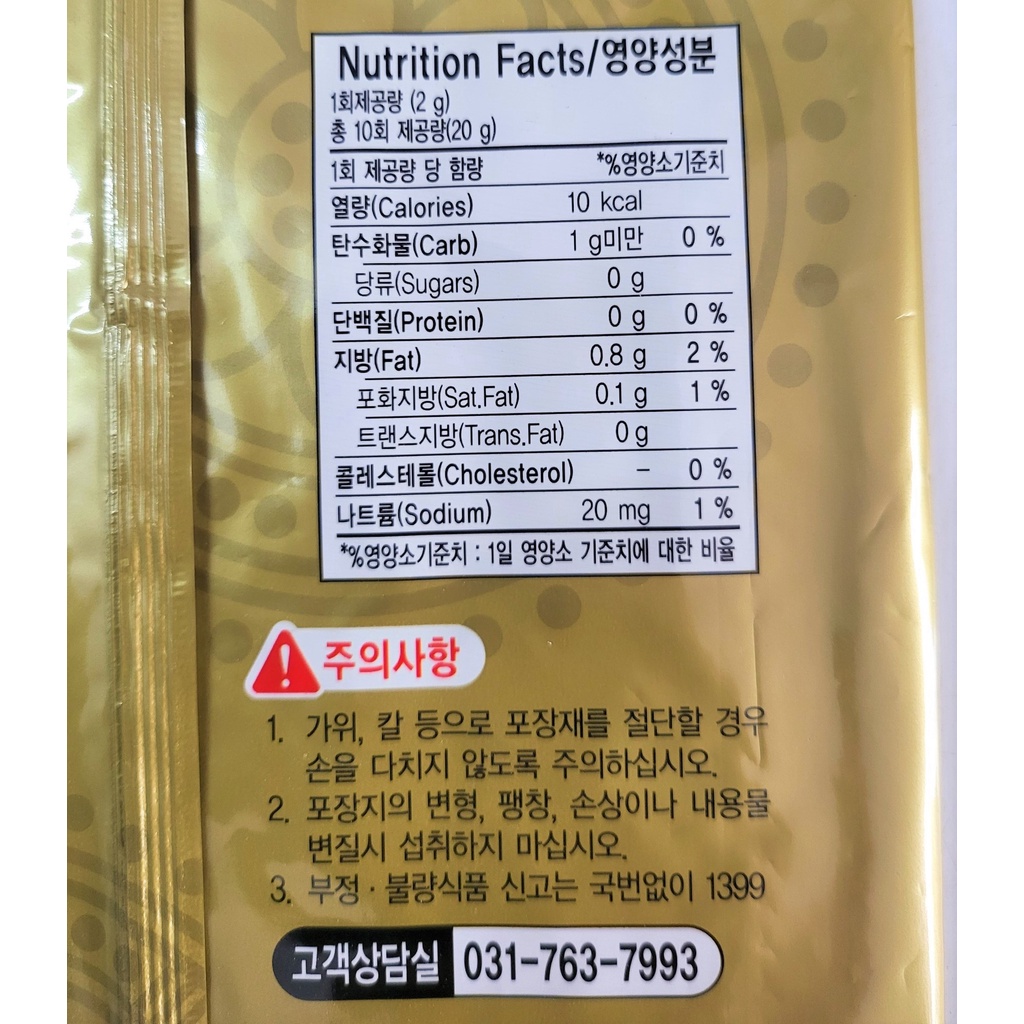 Nutrition Facts/영양성분
1회제공량 (2 g)
총 10회 제공량(20 g)
1회 제공량 당 함량 *%영양소기준치
열량(Calories) 10 kcal
탄수화물(Carb) 1 g미만 0 %
당류(Sugars) 0 g
단백질(Protein) 0 g 0 %
지방(Fat) 0.8 g 2 %
포화지방(Sat.Fat) 0.1 g 1 %
트랜스지방(Trans.Fat) 0 g
콜레스테롤(Cholesterol) – 0 %
나트륨(Sodium) 20 mg 1 %
*%영양소기준치 : 1일 영양소 기준치에 대한 비율
! 주의사항
1. 가위, 칼 등으로 포장재를 절단할 경우
손을 다치지 않도록 주의하십시오.
2. 포장지의 변형, 팽창, 손상이나 내용물
변질시 섭취하지 마십시오.
3. 부정 · 불량식품 신고는 국번없이 1399
고객상담실 031-763-7993